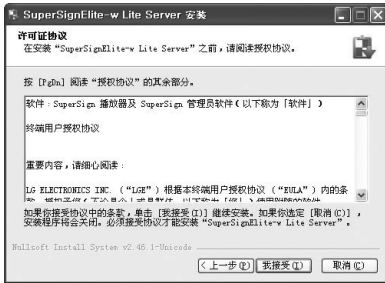 SuperSignElite-w Lite Server 安装
许可证协议
在安装“SuperSignElite-w Lite Server”之前，请阅读授权协议。
按 [PgDn] 阅读“授权协议”的其余部分。
软件：SuperSign 播放器及 SuperSign 管理员软件（以下称为「软件」）
终端用户授权协议
重要内容，请细心阅读：
LG ELECTRONICS INC. （“LGE”）根据本终端用户授权协议（“EULA”）内的条
如果你接受协议中的条款，单击 [我接受(I)] 继续安装。如果你选定 [取消(C)]，
安装程序将会关闭。必须接受协议才能安装“SuperSignElite-w Lite Server”。
Nullsoft Install System v2.46.1-Unicode
< 上一步(P) 我接受(I) 取消(C)